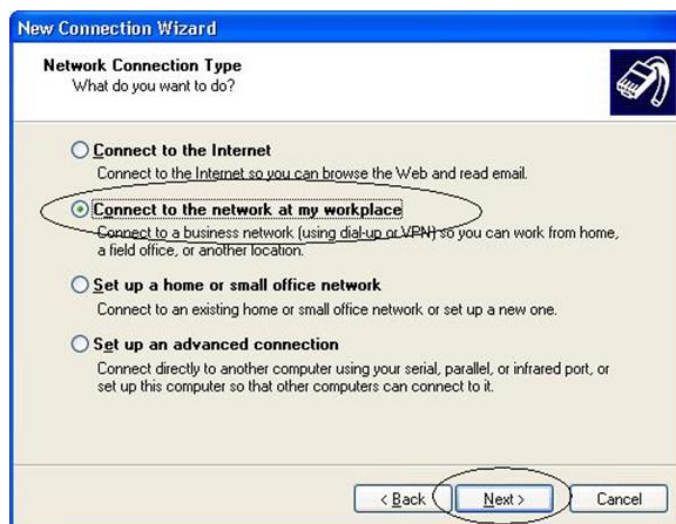 New Connection Wizard
Network Connection Type
What do you want to do?
Connect to the Internet
Connect to the Internet so you can browse the Web and read email.
Connect to the network at my workplace
Connect to a business network (using dial-up or VPN) so you can work from home,
a field office, or another location.
Set up a home or small office network
Connect to an existing home or small office network or set up a new one.
Set up an advanced connection
Connect directly to another computer using your serial, parallel, or infrared port, or
set up this computer so that other computers can connect to it.
< Back
Next >
Cancel